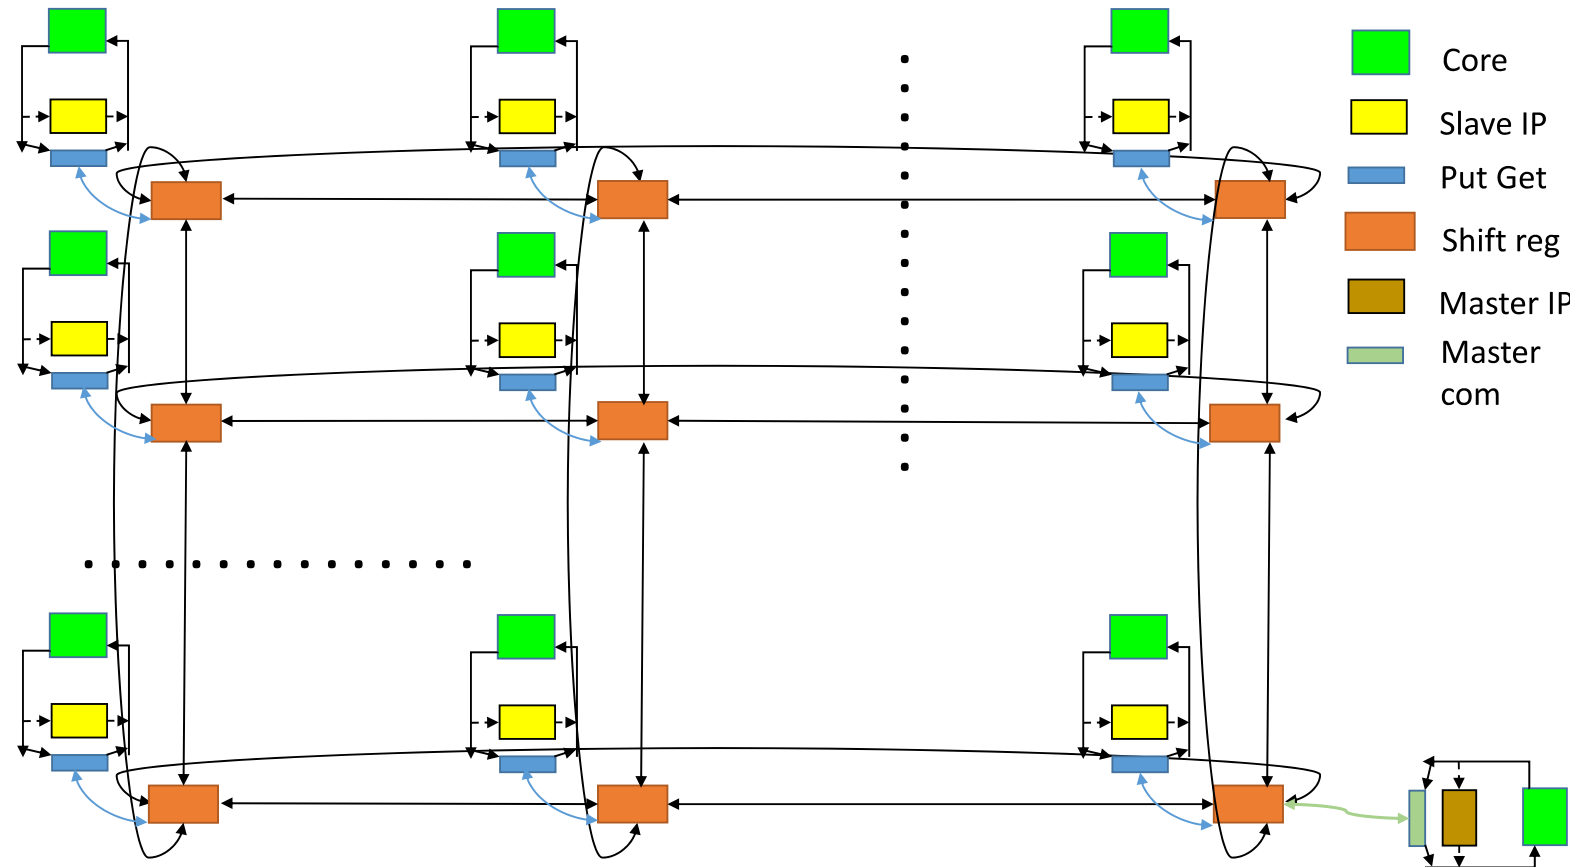 Core
Slave IP
Put Get
Shift reg
Master IP
Master
com